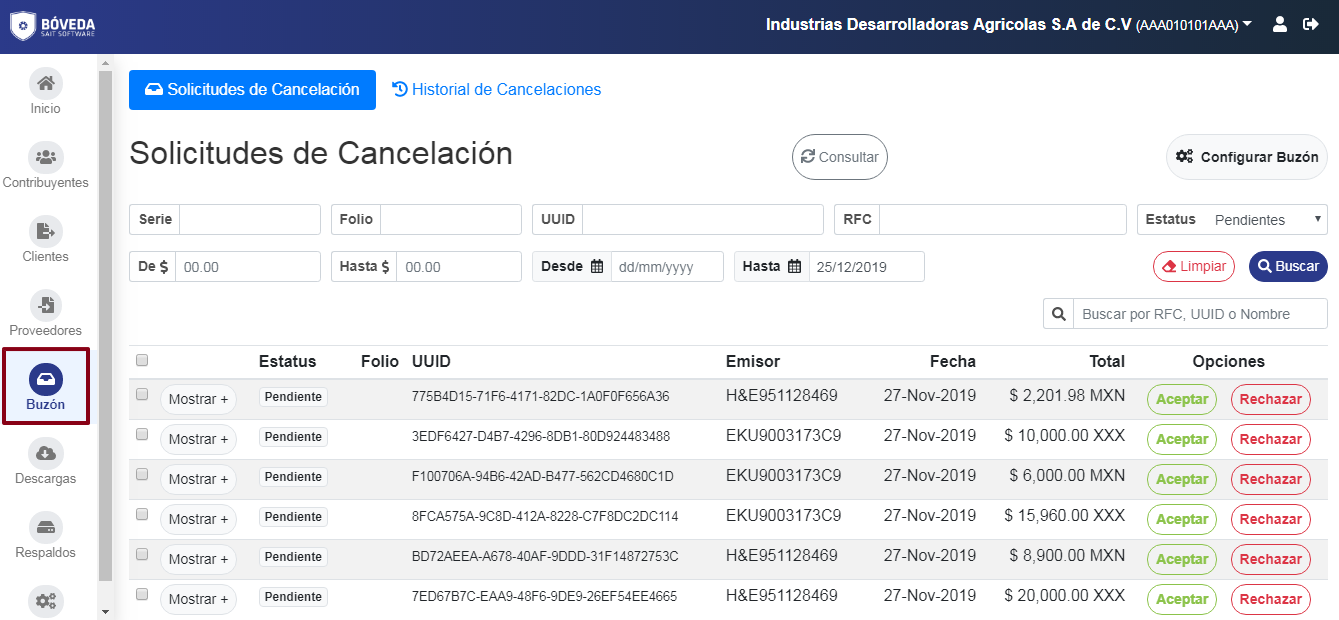 BÓVEDA
SAIT SOFTWARE
Industrias Desarrolladoras Agricolas S.A de C.V (AAA010101AAA)
Inicio
Contribuyentes
Clientes
Proveedores
Buzón
Descargas
Respaldos
Solicitudes de Cancelación Historial de Cancelaciones
Solicitudes de Cancelación Consultar Configurar Buzón
Serie Folio UUID RFC Estatus Pendientes
De $ 00.00 Hasta $ 00.00 Desde dd/mm/yyyy Hasta 25/12/2019 Limpiar Buscar
Buscar por RFC, UUID o Nombre
Estatus Folio UUID Emisor Fecha Total Opciones
Mostrar + Pendiente 775B4D15-71F6-4171-82DC-1A0F0F656A36 H&E951128469 27-Nov-2019 $ 2,201.98 MXN Aceptar Rechazar
Mostrar + Pendiente 3EDF6427-D4B7-4296-8DB1-80D924483488 EKU9003173C9 27-Nov-2019 $ 10,000.00 XXX Aceptar Rechazar
Mostrar + Pendiente F100706A-94B6-42AD-B477-562CD4680C1D EKU9003173C9 27-Nov-2019 $ 6,000.00 MXN Aceptar Rechazar
Mostrar + Pendiente 8FCA575A-9C8D-412A-8228-C7F8DC2DC114 EKU9003173C9 27-Nov-2019 $ 15,960.00 XXX Aceptar Rechazar
Mostrar + Pendiente BD72AEEA-A678-40AF-9DDD-31F14872753C H&E951128469 27-Nov-2019 $ 8,900.00 MXN Aceptar Rechazar
Mostrar + Pendiente 7ED67B7C-EAA9-48F6-9DE9-26EF54EE4665 H&E951128469 27-Nov-2019 $ 20,000.00 XXX Aceptar Rechazar